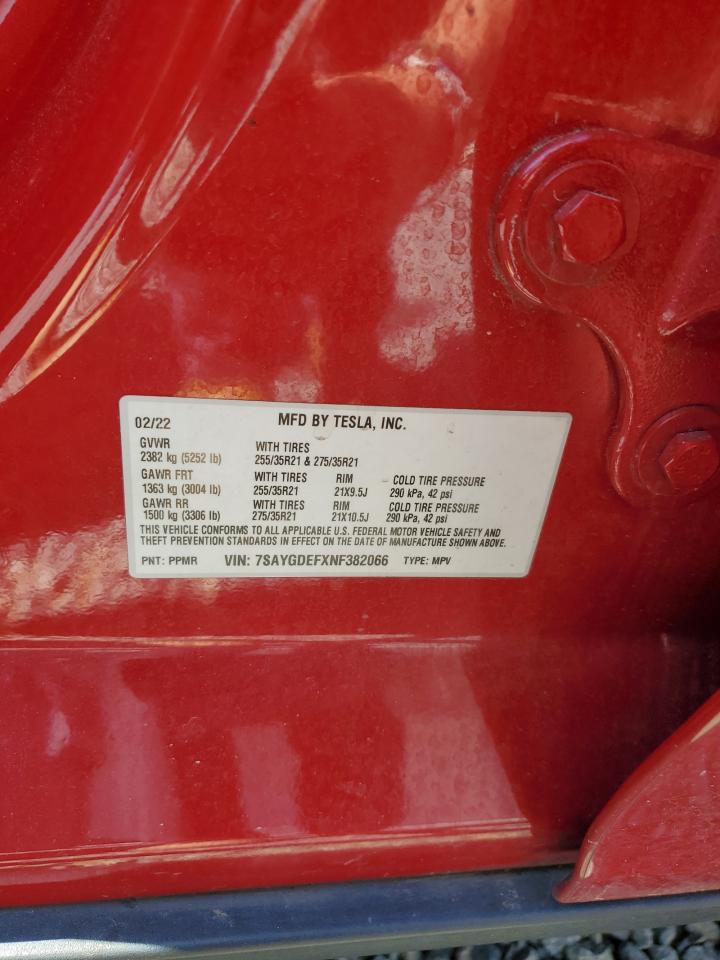 02/22 MFD BY TESLA, INC.
GVWR WITH TIRES
2382 kg (5252 lb) 255/35R21 & 275/35R21
GAWR FRT WITH TIRES RIM COLD TIRE PRESSURE
1363 kg (3004 lb) 255/35R21 21X9.5J 290 kPa, 42 psi
GAWR RR WITH TIRES RIM COLD TIRE PRESSURE
1500 kg (3306 lb) 275/35R21 21X10.5J 290 kPa, 42 psi
THIS VEHICLE CONFORMS TO ALL APPLICABLE U.S. FEDERAL MOTOR VEHICLE SAFETY AND
THEFT PREVENTION STANDARDS IN EFFECT ON THE DATE OF MANUFACTURE SHOWN ABOVE.
PNT: PPMR VIN: 7SAYGDEFXNF382066 TYPE: MPV